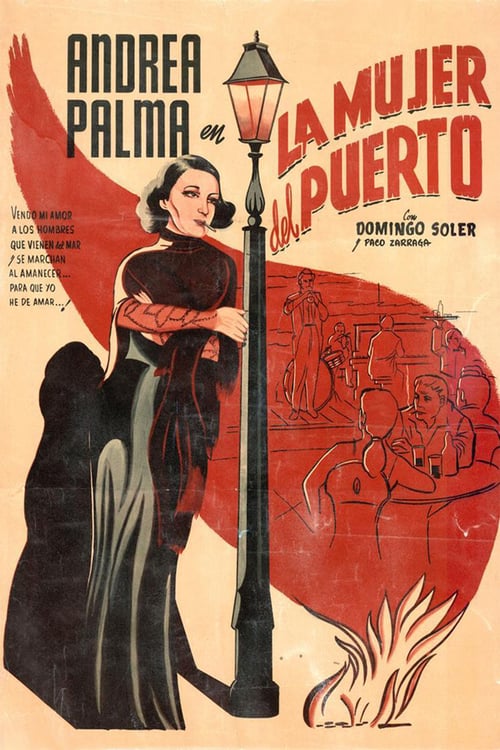 ANDREA
PALMA en
LA MUJER
del PUERTO
Con
DOMINGO SOLER
y PACO ZARRAGA
VENDO MI AMOR
A LOS HOMBRES
QUE VIENEN del MAR
y SE MARCHAN
AL AMANECER...
PARA QUE YO
HE DE AMAR...!